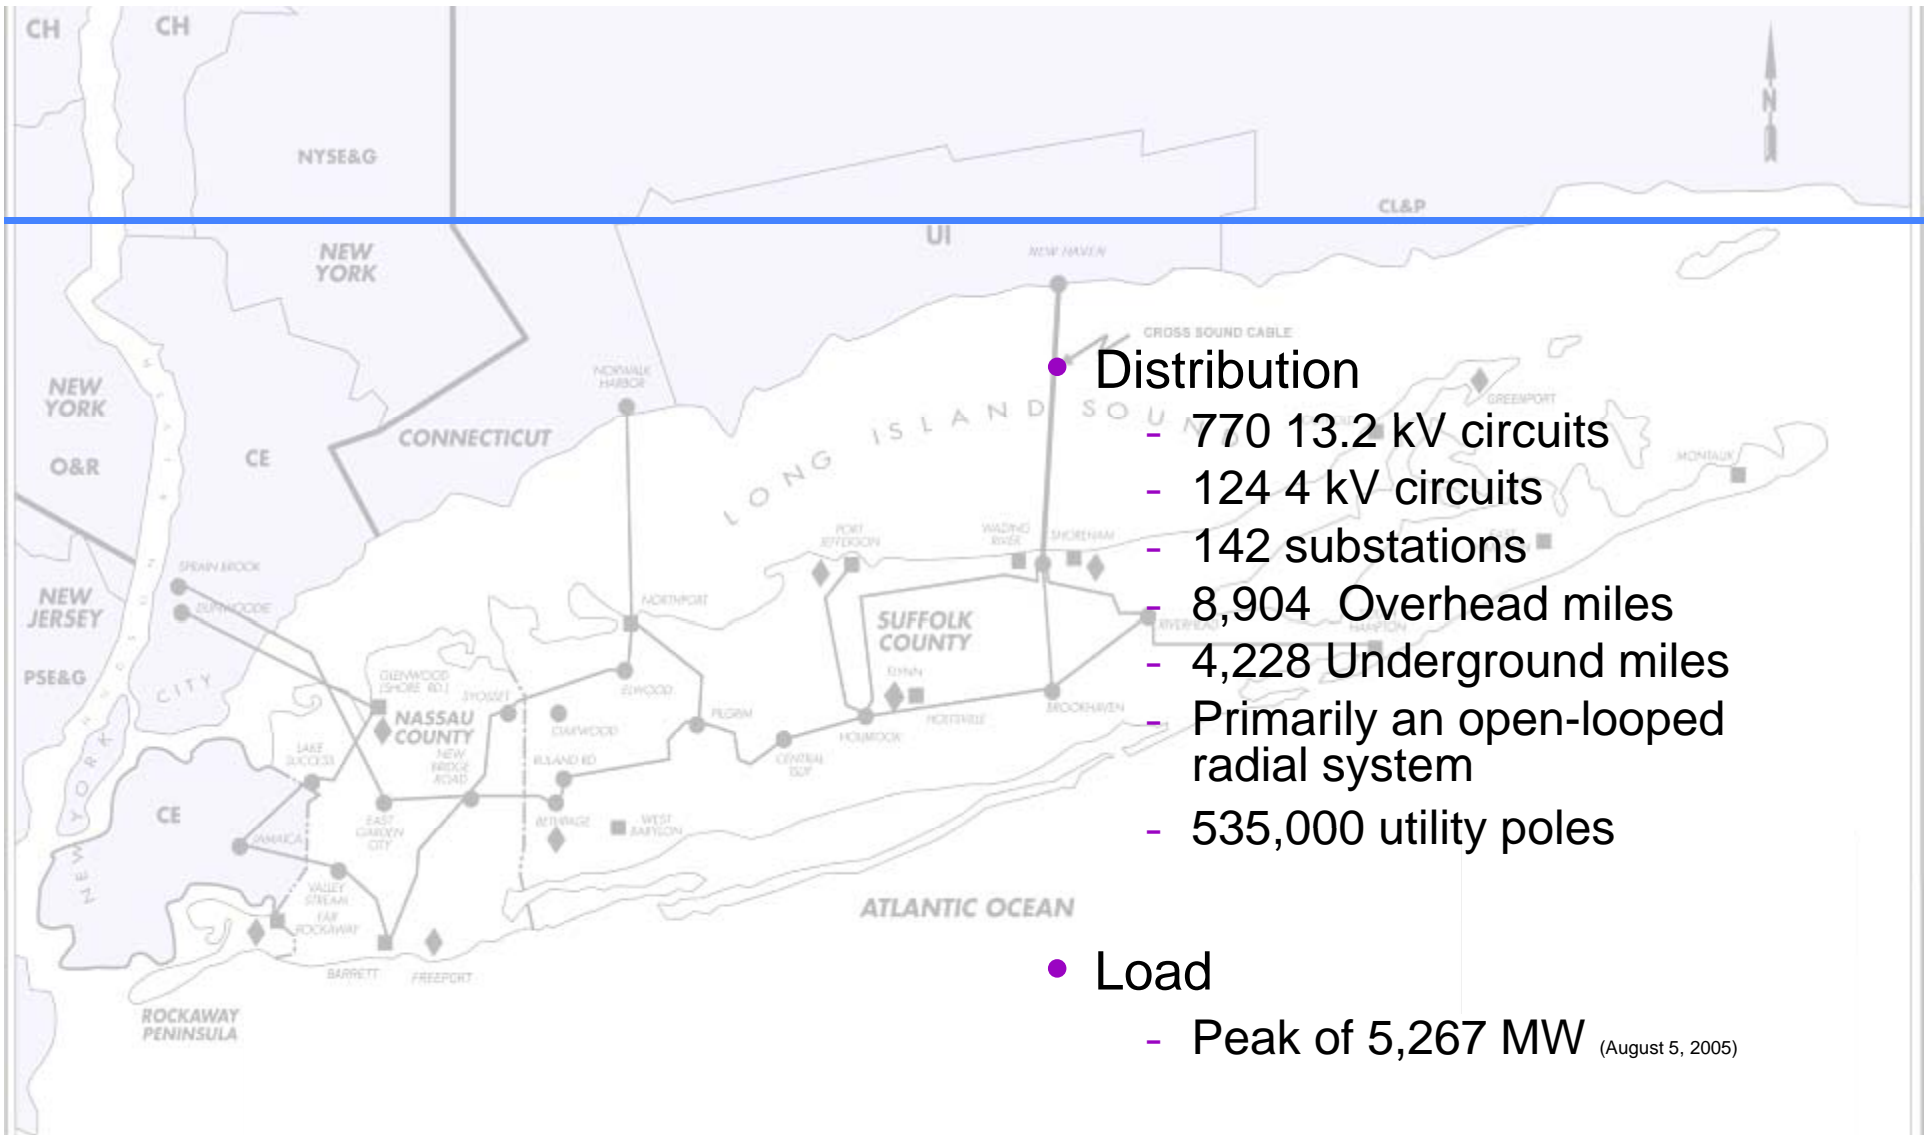 CH
CH
N
NYSE&G
CL&P
NEW
YORK
UI
NEW HAVEN
CROSS SOUND CABLE
NORWALK
HARBOR
NEW
YORK
O&R
CE
CONNECTICUT
LONG ISLAND SOUND
GREENPORT
MONTAUK
• Distribution
- 770 13.2 kV circuits
- 124 4 kV circuits
- 142 substations
- 8,904 Overhead miles
- 4,228 Underground miles
- Primarily an open-looped
radial system
- 535,000 utility poles
PORT
JEFFERSON
WADING
RIVER
SHOREHAM
SPRAIN BROOK
DUNWOODIE
NEW
JERSEY
PSE&G
NORTHPORT
SUFFOLK
COUNTY
RIVERHEAD
HAMPTON
NEW YORK CITY
GLENWOOD
(SHORE RD.)
SYOSSET
ELWOOD
FLYNN
NASSAU
COUNTY
OAKWOOD
PILGRIM
HOLBROOK
HOLTSVILLE
BROOKHAVEN
LAKE
SUCCESS
NEW
BRIDGE
ROAD
RULAND RD
CENTRAL
ISLIP
CE
EAST
GARDEN
CITY
BETHPAGE
WEST
BABYLON
JAMAICA
VALLEY
STREAM
FAR
ROCKAWAY
BARRETT
FREEPORT
ATLANTIC OCEAN
ROCKAWAY
PENINSULA
• Load
- Peak of 5,267 MW (August 5, 2005)